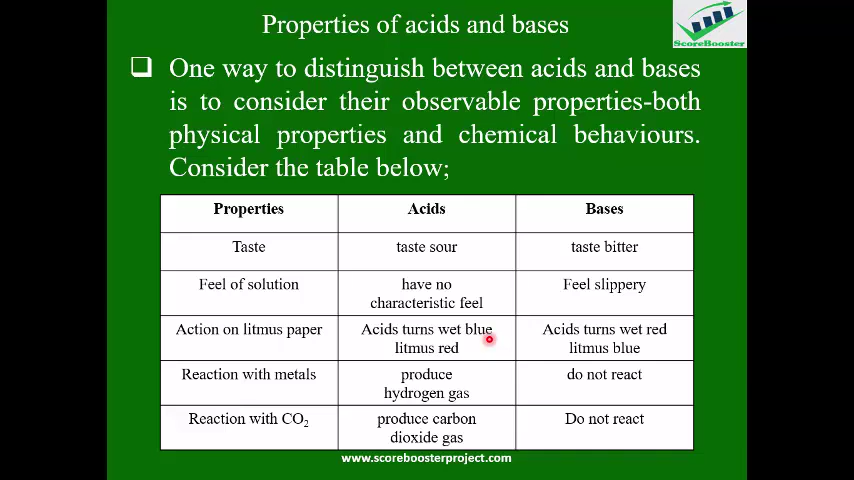 Properties of acids and bases
ScoreBooster
❑ One way to distinguish between acids and bases
is to consider their observable properties-both
physical properties and chemical behaviours.
Consider the table below;
Properties Acids Bases
Taste taste sour taste bitter
Feel of solution have no Feel slippery
characteristic feel
Action on litmus paper Acids turns wet blue Acids turns wet red
litmus red litmus blue
Reaction with metals produce do not react
hydrogen gas
Reaction with CO₂ produce carbon Do not react
dioxide gas
www.scoreboosterproject.com